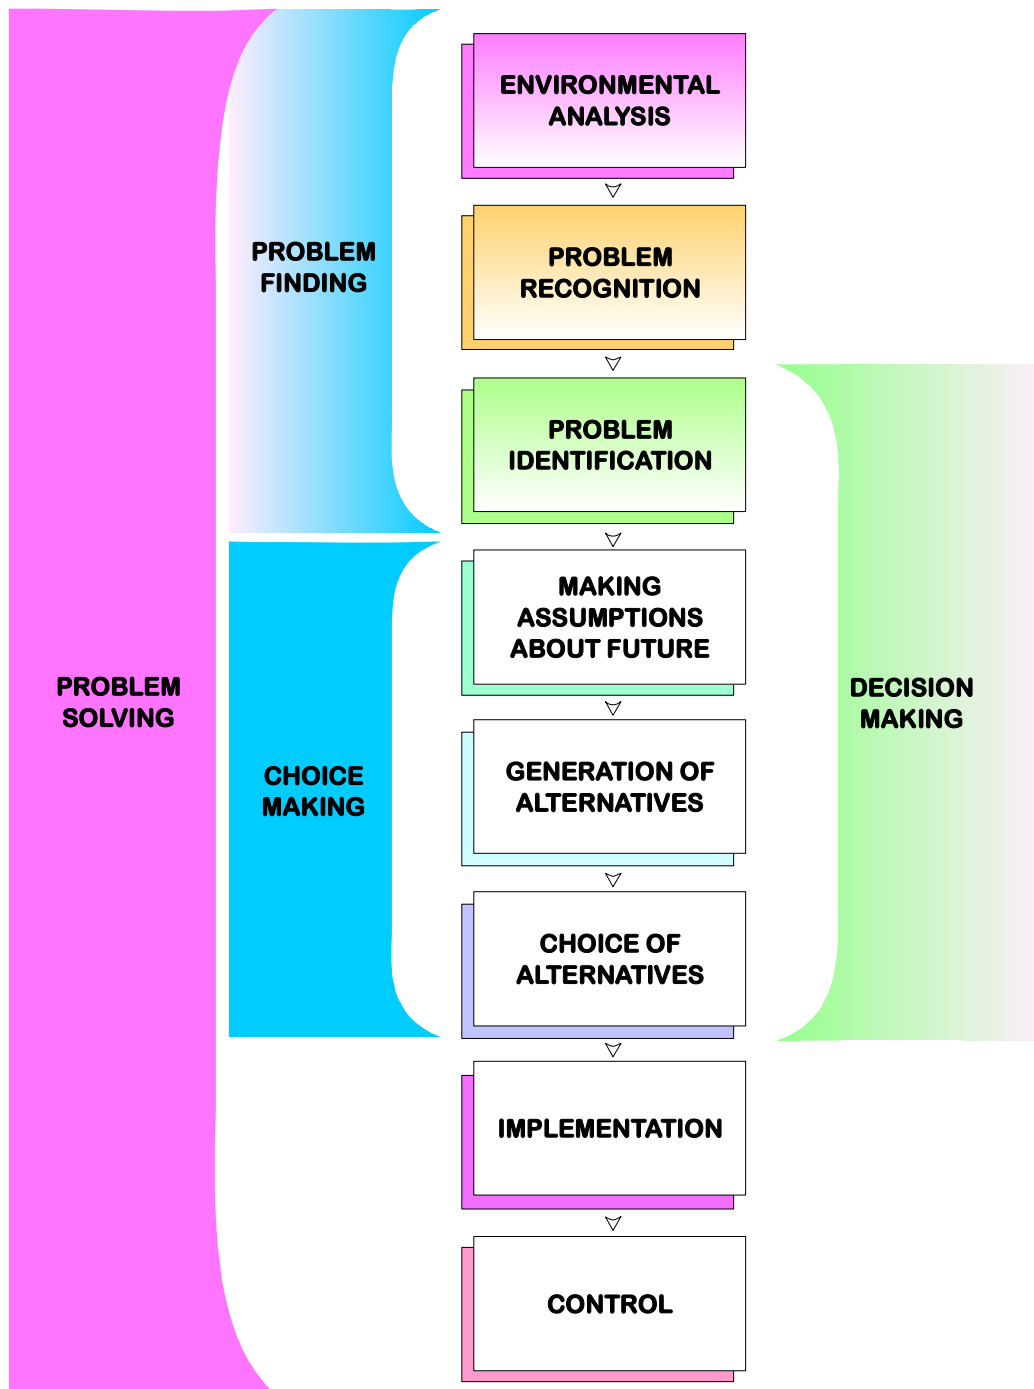 ENVIRONMENTAL
ANALYSIS
PROBLEM
FINDING
PROBLEM
RECOGNITION
PROBLEM
IDENTIFICATION
MAKING
ASSUMPTIONS
ABOUT FUTURE
PROBLEM
SOLVING
DECISION
MAKING
CHOICE
MAKING
GENERATION OF
ALTERNATIVES
CHOICE OF
ALTERNATIVES
IMPLEMENTATION
CONTROL